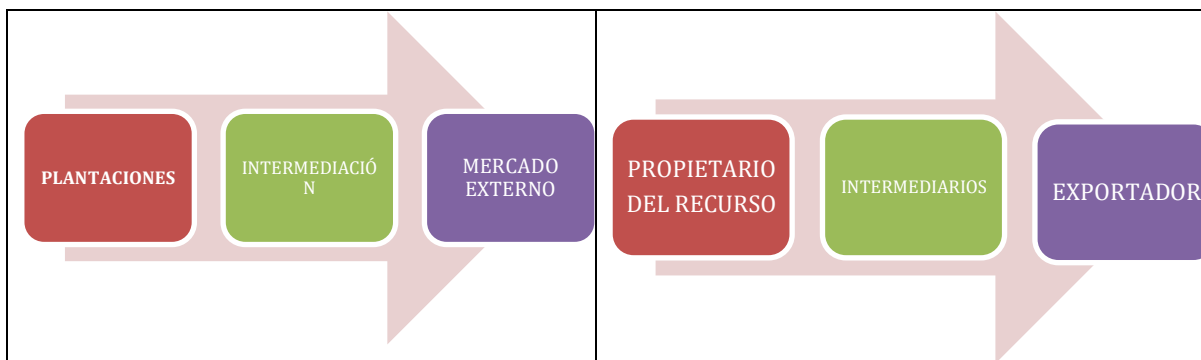 PLANTACIONES
INTERMEDIACIÓ
N
MERCADO
EXTERNO
PROPIETARIO
DEL RECURSO
INTERMEDIARIOS
EXPORTADOR